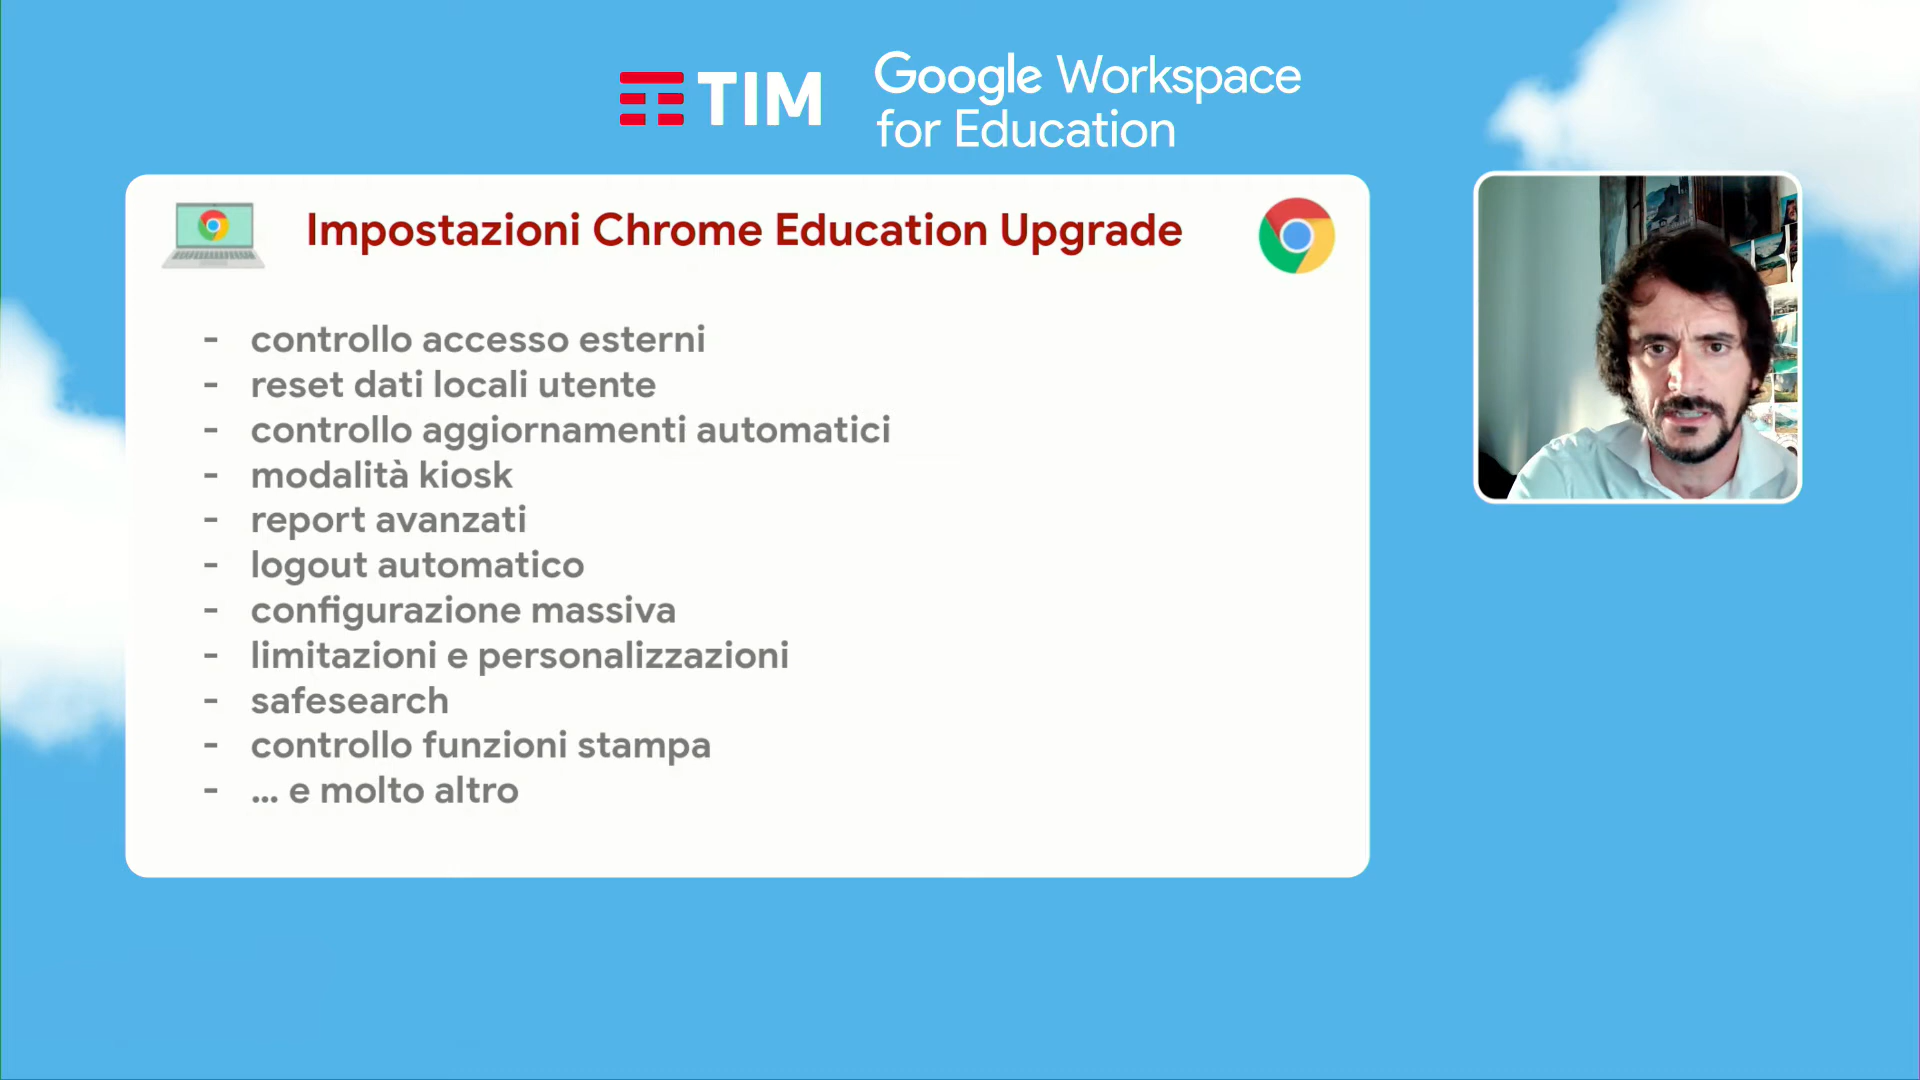 TIM
Google Workspace
for Education
Impostazioni Chrome Education Upgrade
- controllo accesso esterni
- reset dati locali utente
- controllo aggiornamenti automatici
- modalità kiosk
- report avanzati
- logout automatico
- configurazione massiva
- limitazioni e personalizzazioni
- safesearch
- controllo funzioni stampa
- ... e molto altro